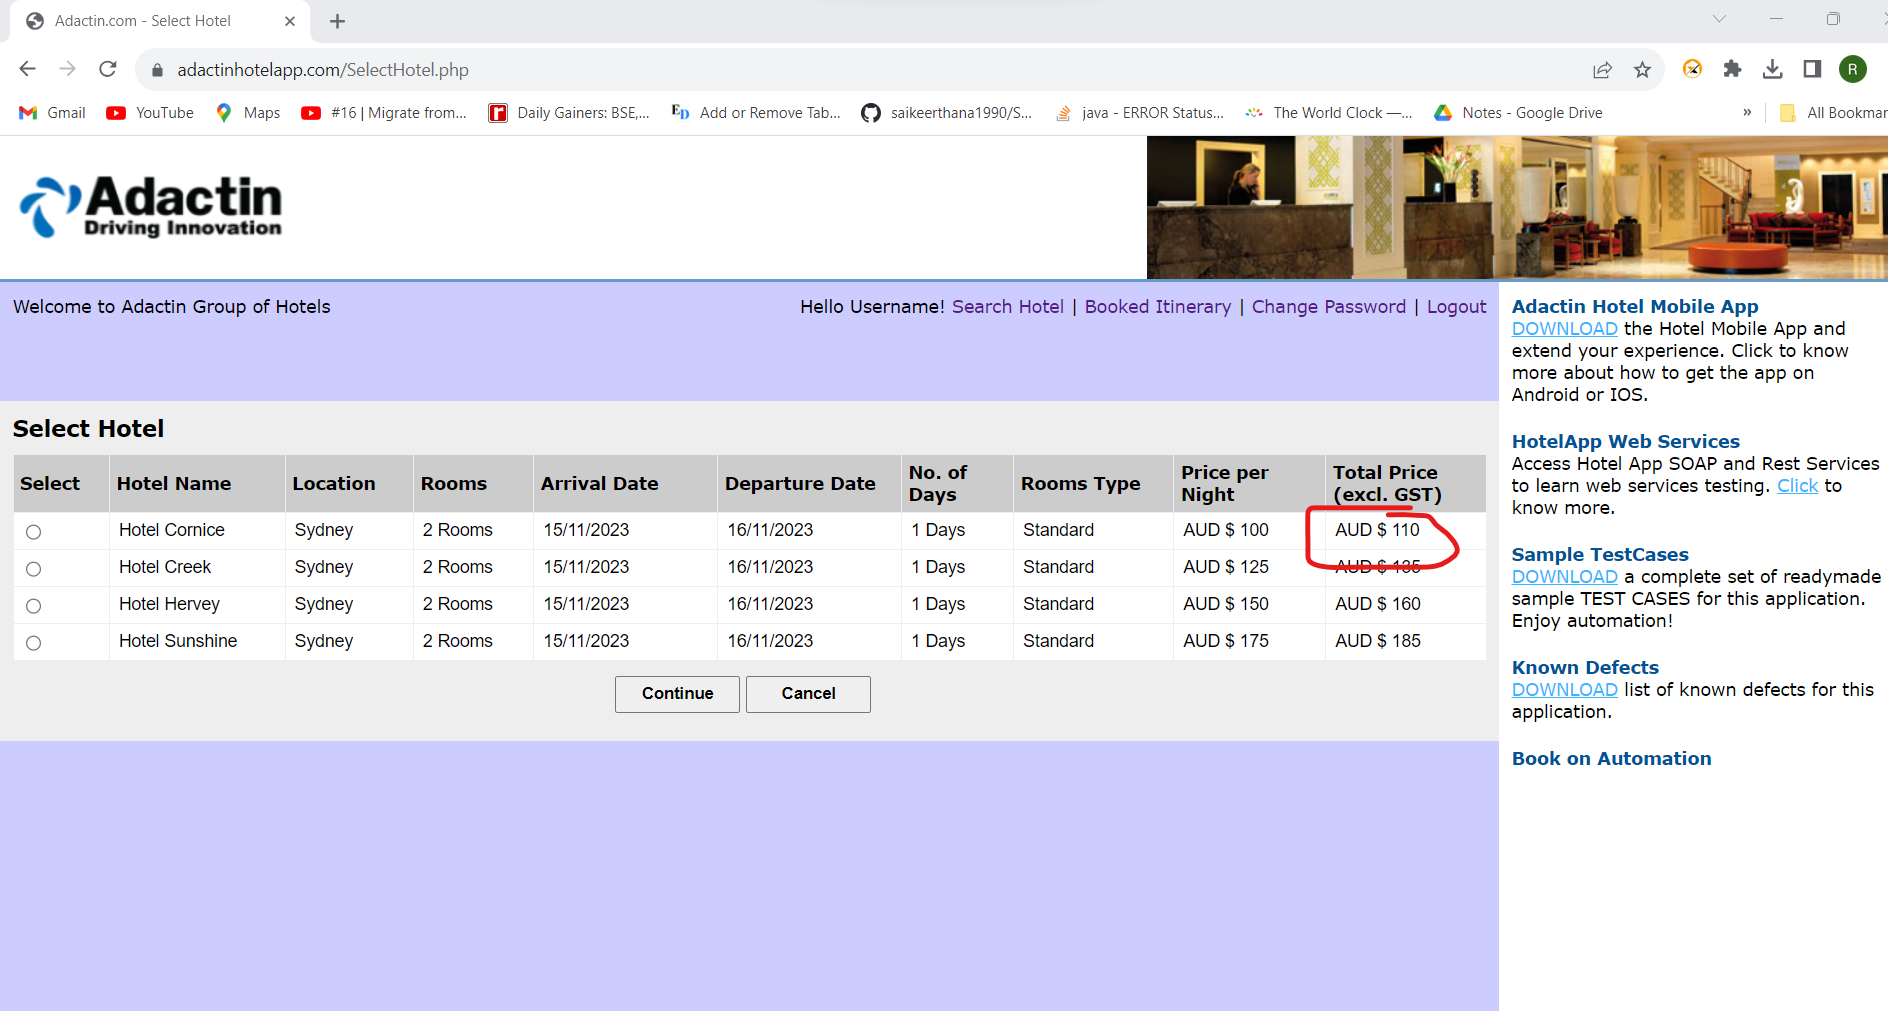 Adactin.com - Select Hotel
adactinhotelapp.com/SelectHotel.php
R
Gmail YouTube Maps #16 | Migrate from... Daily Gainers: BSE,... Add or Remove Tab... saikeerthana1990/S... java - ERROR Status... The World Clock —... Notes - Google Drive » All Bookmar
Adactin
Driving Innovation
Welcome to Adactin Group of Hotels
Hello Username! Search Hotel | Booked Itinerary | Change Password | Logout
Select Hotel
Select Hotel Name Location Rooms Arrival Date Departure Date No. of Days Rooms Type Price per Night Total Price (excl. GST)
Hotel Cornice Sydney 2 Rooms 15/11/2023 16/11/2023 1 Days Standard AUD $ 100 AUD $ 110
Hotel Creek Sydney 2 Rooms 15/11/2023 16/11/2023 1 Days Standard AUD $ 125 AUD $ 135
Hotel Hervey Sydney 2 Rooms 15/11/2023 16/11/2023 1 Days Standard AUD $ 150 AUD $ 160
Hotel Sunshine Sydney 2 Rooms 15/11/2023 16/11/2023 1 Days Standard AUD $ 175 AUD $ 185
Continue Cancel
Adactin Hotel Mobile App
DOWNLOAD the Hotel Mobile App and
extend your experience. Click to know
more about how to get the app on
Android or IOS.
HotelApp Web Services
Access Hotel App SOAP and Rest Services
to learn web services testing. Click to
know more.
Sample TestCases
DOWNLOAD a complete set of readymade
sample TEST CASES for this application.
Enjoy automation!
Known Defects
DOWNLOAD list of known defects for this
application.
Book on Automation